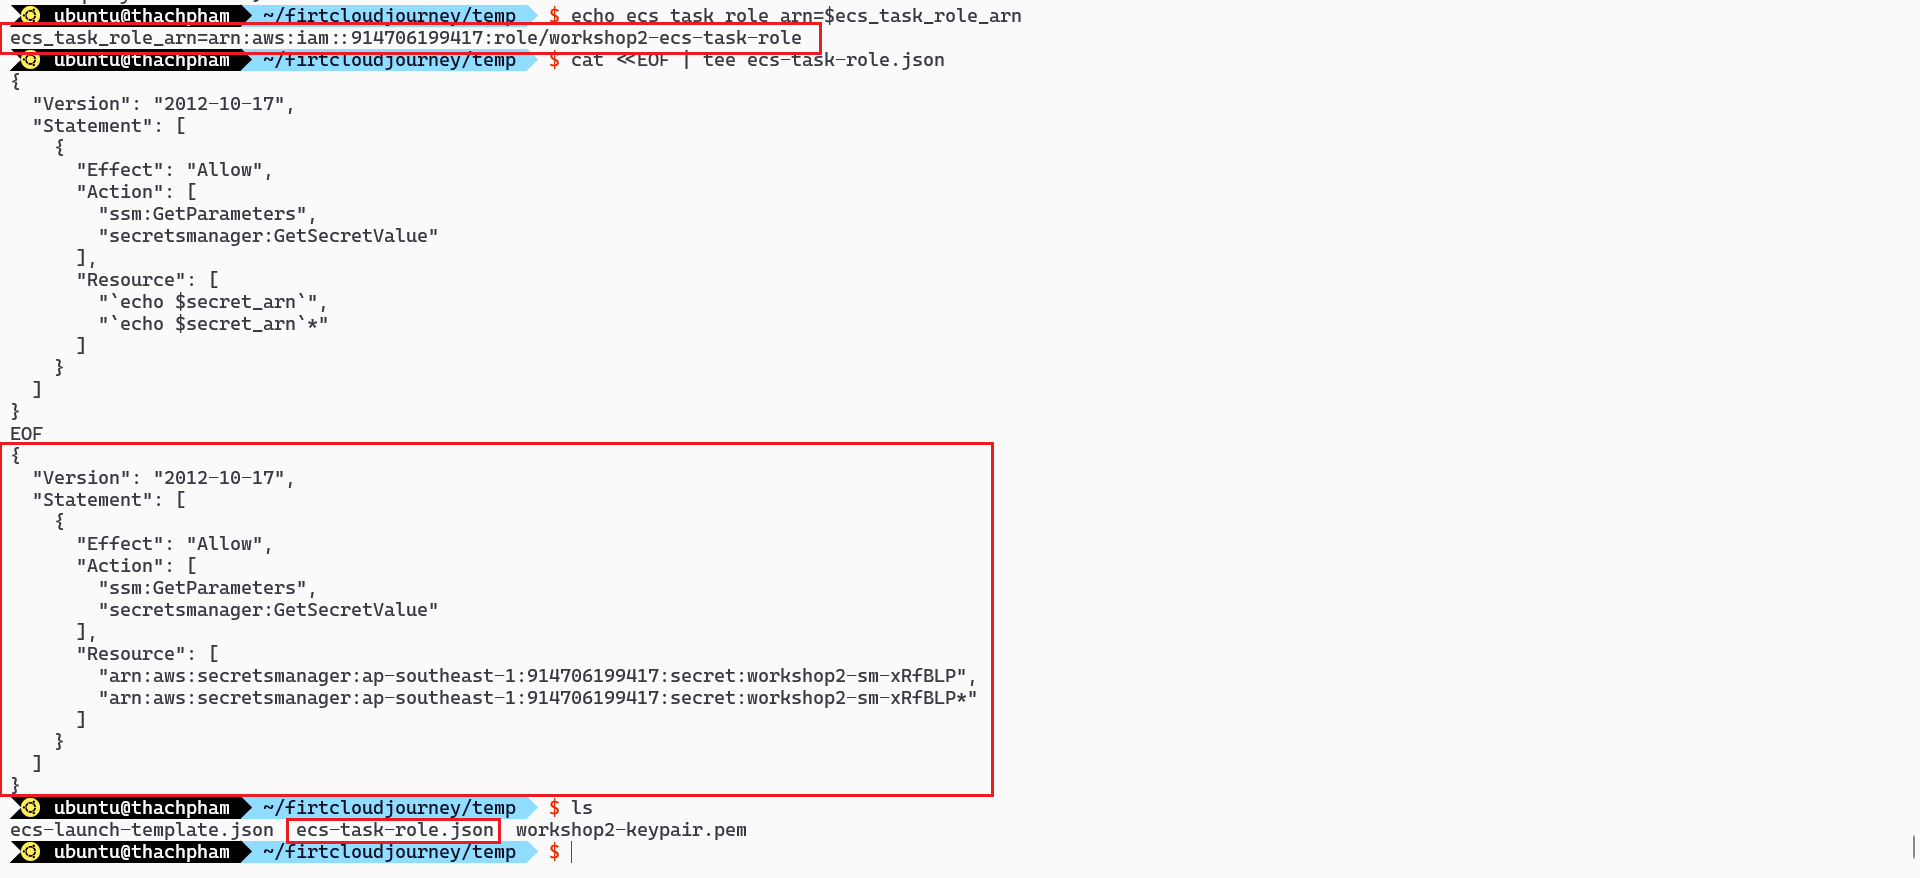 ubuntu@thachpham ~/firtcloudjourney/temp $ echo ecs_task_role_arn=$ecs_task_role_arn
ecs_task_role_arn=arn:aws:iam::914706199417:role/workshop2-ecs-task-role
ubuntu@thachpham ~/firtcloudjourney/temp $ cat <<EOF | tee ecs-task-role.json
{
  "Version": "2012-10-17",
  "Statement": [
    {
      "Effect": "Allow",
      "Action": [
        "ssm:GetParameters",
        "secretsmanager:GetSecretValue"
      ],
      "Resource": [
        "`echo $secret_arn`",
        "`echo $secret_arn`*"
      ]
    }
  ]
}
EOF
{
  "Version": "2012-10-17",
  "Statement": [
    {
      "Effect": "Allow",
      "Action": [
        "ssm:GetParameters",
        "secretsmanager:GetSecretValue"
      ],
      "Resource": [
        "arn:aws:secretsmanager:ap-southeast-1:914706199417:secret:workshop2-sm-xRfBLP",
        "arn:aws:secretsmanager:ap-southeast-1:914706199417:secret:workshop2-sm-xRfBLP*"
      ]
    }
  ]
}
ubuntu@thachpham ~/firtcloudjourney/temp $ ls
ecs-launch-template.json ecs-task-role.json workshop2-keypair.pem
ubuntu@thachpham ~/firtcloudjourney/temp $